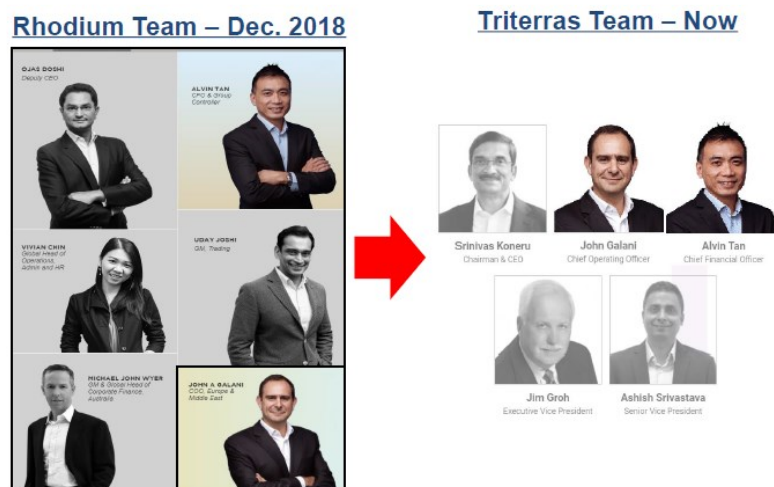 Rhodium Team – Dec. 2018
Triterras Team – Now
OJAS DOSHI
Deputy CEO
ALVIN TAN
CFO & Group
Controller
VIVIAN CHIN
Global Head of
Operations,
Admin and HR
UDAY JOSHI
GM, Trading
MICHAEL JOHN WYER
GM & Global Head of
Corporate Finance,
Australia
JOHN A GALANI
COO, Europe &
Middle East
Srinivas Koneru
Chairman & CEO
John Galani
Chief Operating Officer
Alvin Tan
Chief Financial Officer
Jim Groh
Executive Vice President
Ashish Srivastava
Senior Vice President